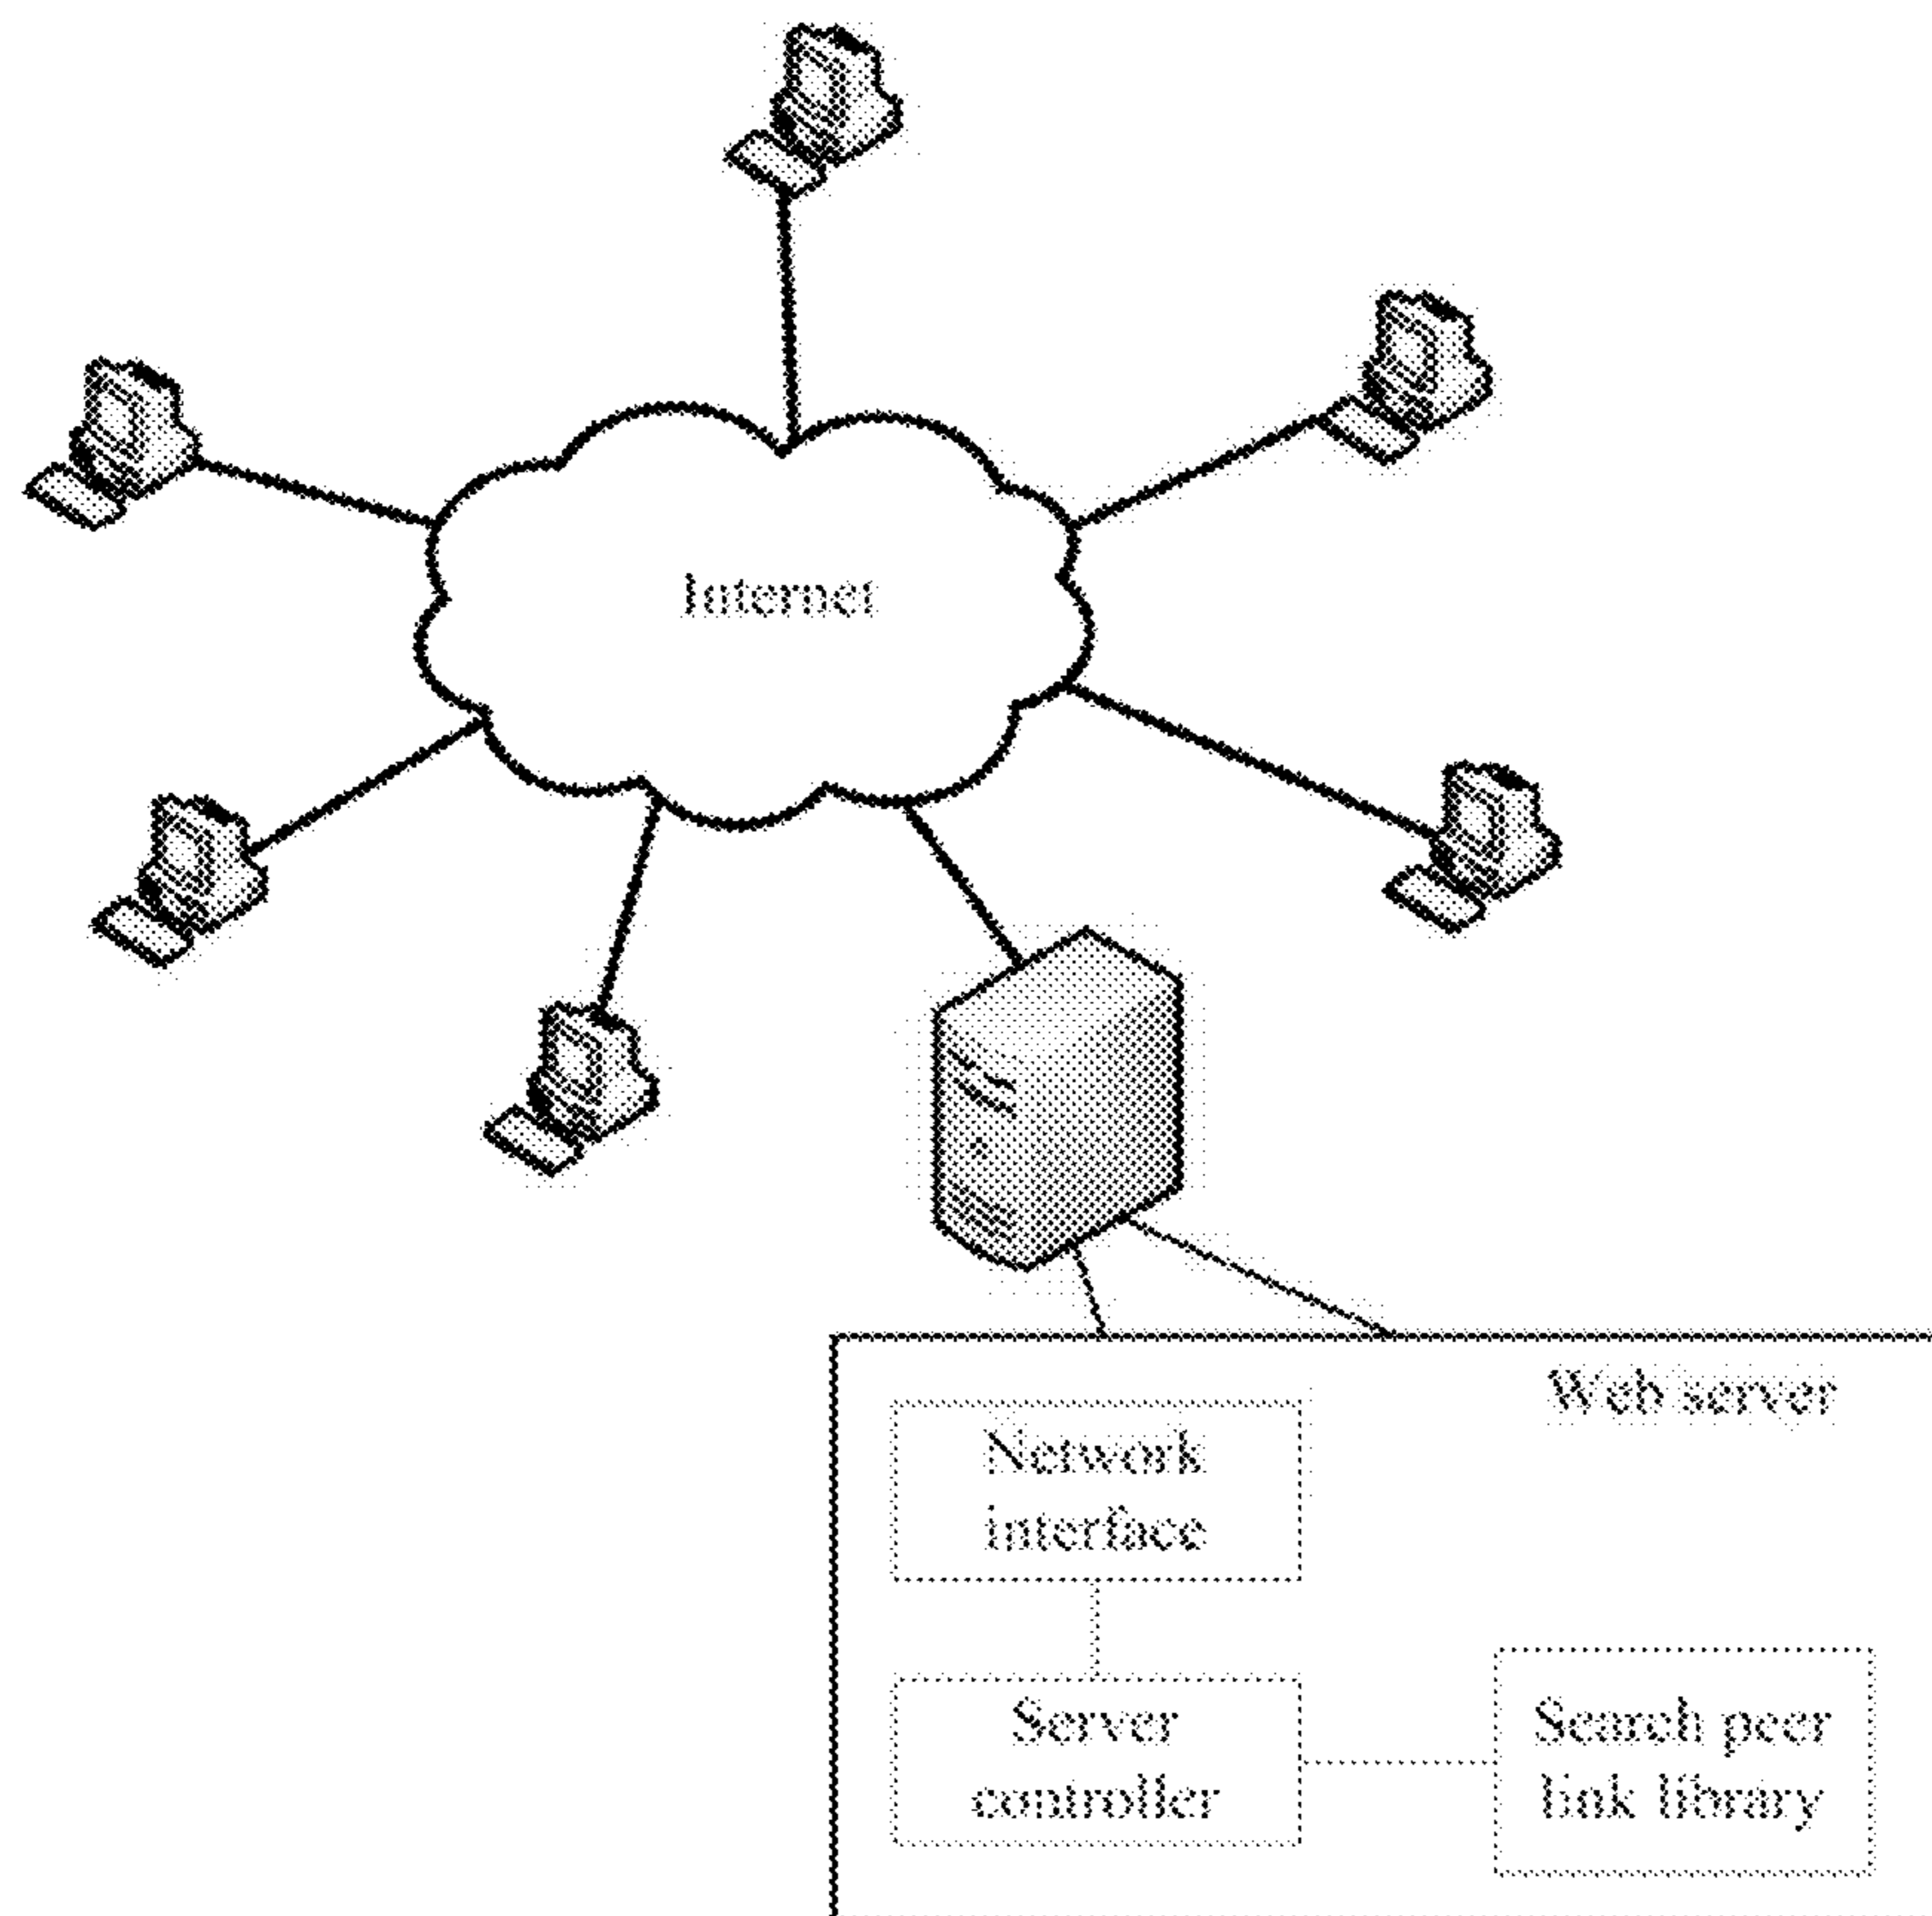 Internet
Web server
Network
interface
Server
controller
Search peer
link library